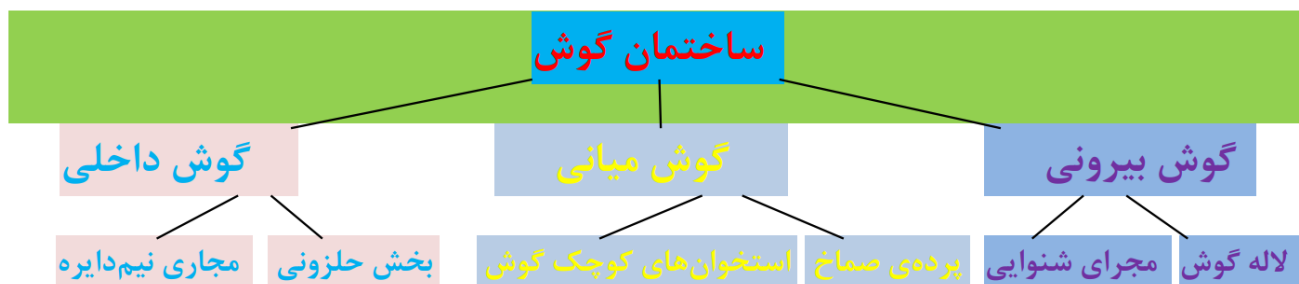 ساختمان گوش
گوش بیرونی
گوش میانی
گوش داخلی
لاله گوش
مجرای شنوایی
پرده‌ی صماخ
استخوان‌های کوچک گوش
بخش حلزونی
مجاری نیم‌دایره